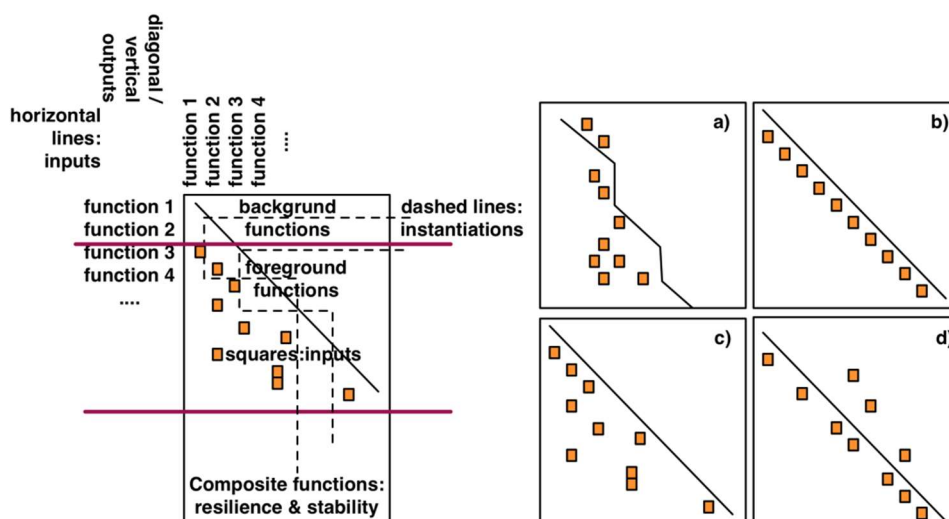 diagonal /
vertical
outputs
horizontal
lines:
inputs
function 1
function 2
function 3
function 4
....
function 1
function 2
function 3
function 4
....
backgrund
functions
foreground
functions
dashed lines:
instantiations
squares:inputs
Composite functions:
resilience & stability
a)
b)
c)
d)